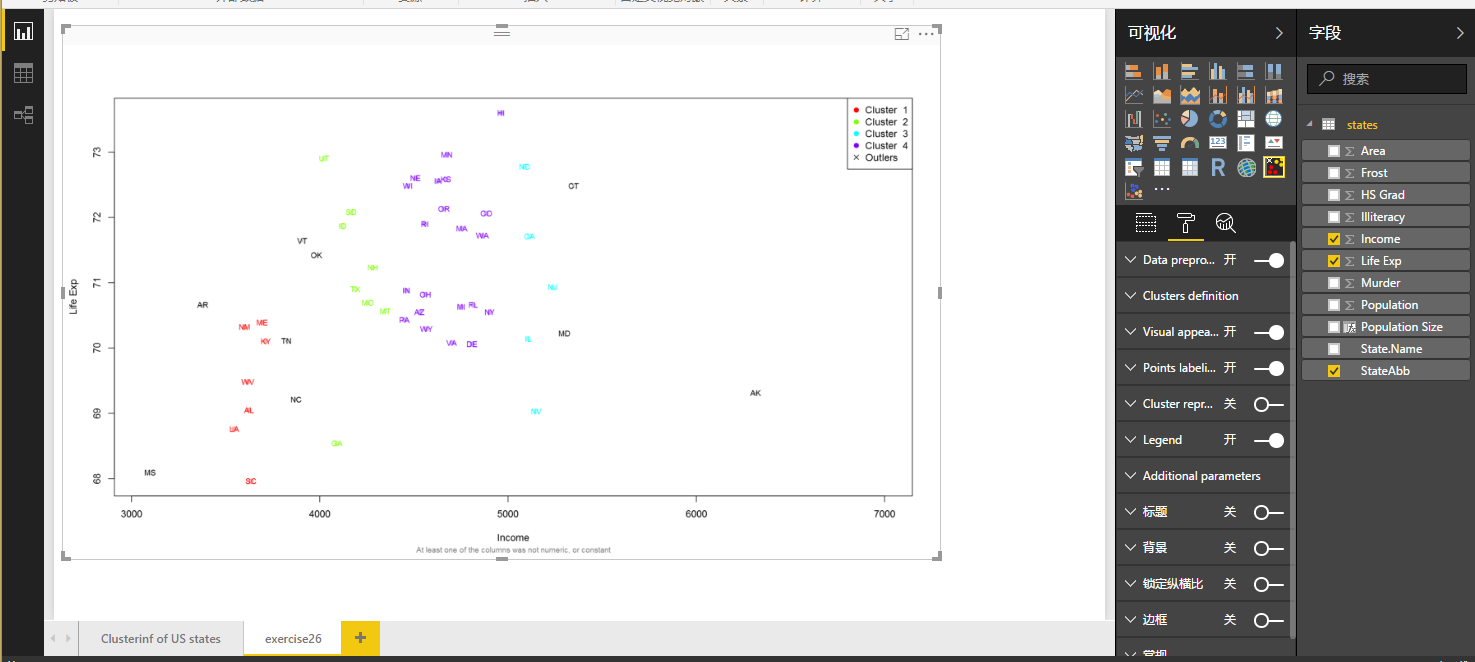 可视化
字段
搜索
states
Area
Frost
HS Grad
Illiteracy
Income
Life Exp
Murder
Population
Population Size
State.Name
StateAbb
Data prepro... 开
Clusters definition
Visual appea... 开
Points labeli... 开
Cluster repr... 关
Legend 开
Additional parameters
标题 关
背景 关
锁定纵横比 关
边框 关
Cluster 1
Cluster 2
Cluster 3
Cluster 4
Outliers
Life Exp
73
72
71
70
69
68
HI
UT
MN
ND
NE
WI
KS
CT
SD
ID
OR
CO
RI
MA
WA
CA
VT
OK
NH
TX
MO
MT
IN
OH
AZ
PA
WY
MI
NY
NJ
AR
NM
ME
KY
TN
VA
DE
IL
MD
WV
AL
LA
NC
GA
NV
AK
MS
SC
3000
4000
5000
6000
7000
Income
At least one of the columns was not numeric, or constant
Clusterinf of US states
exercise26